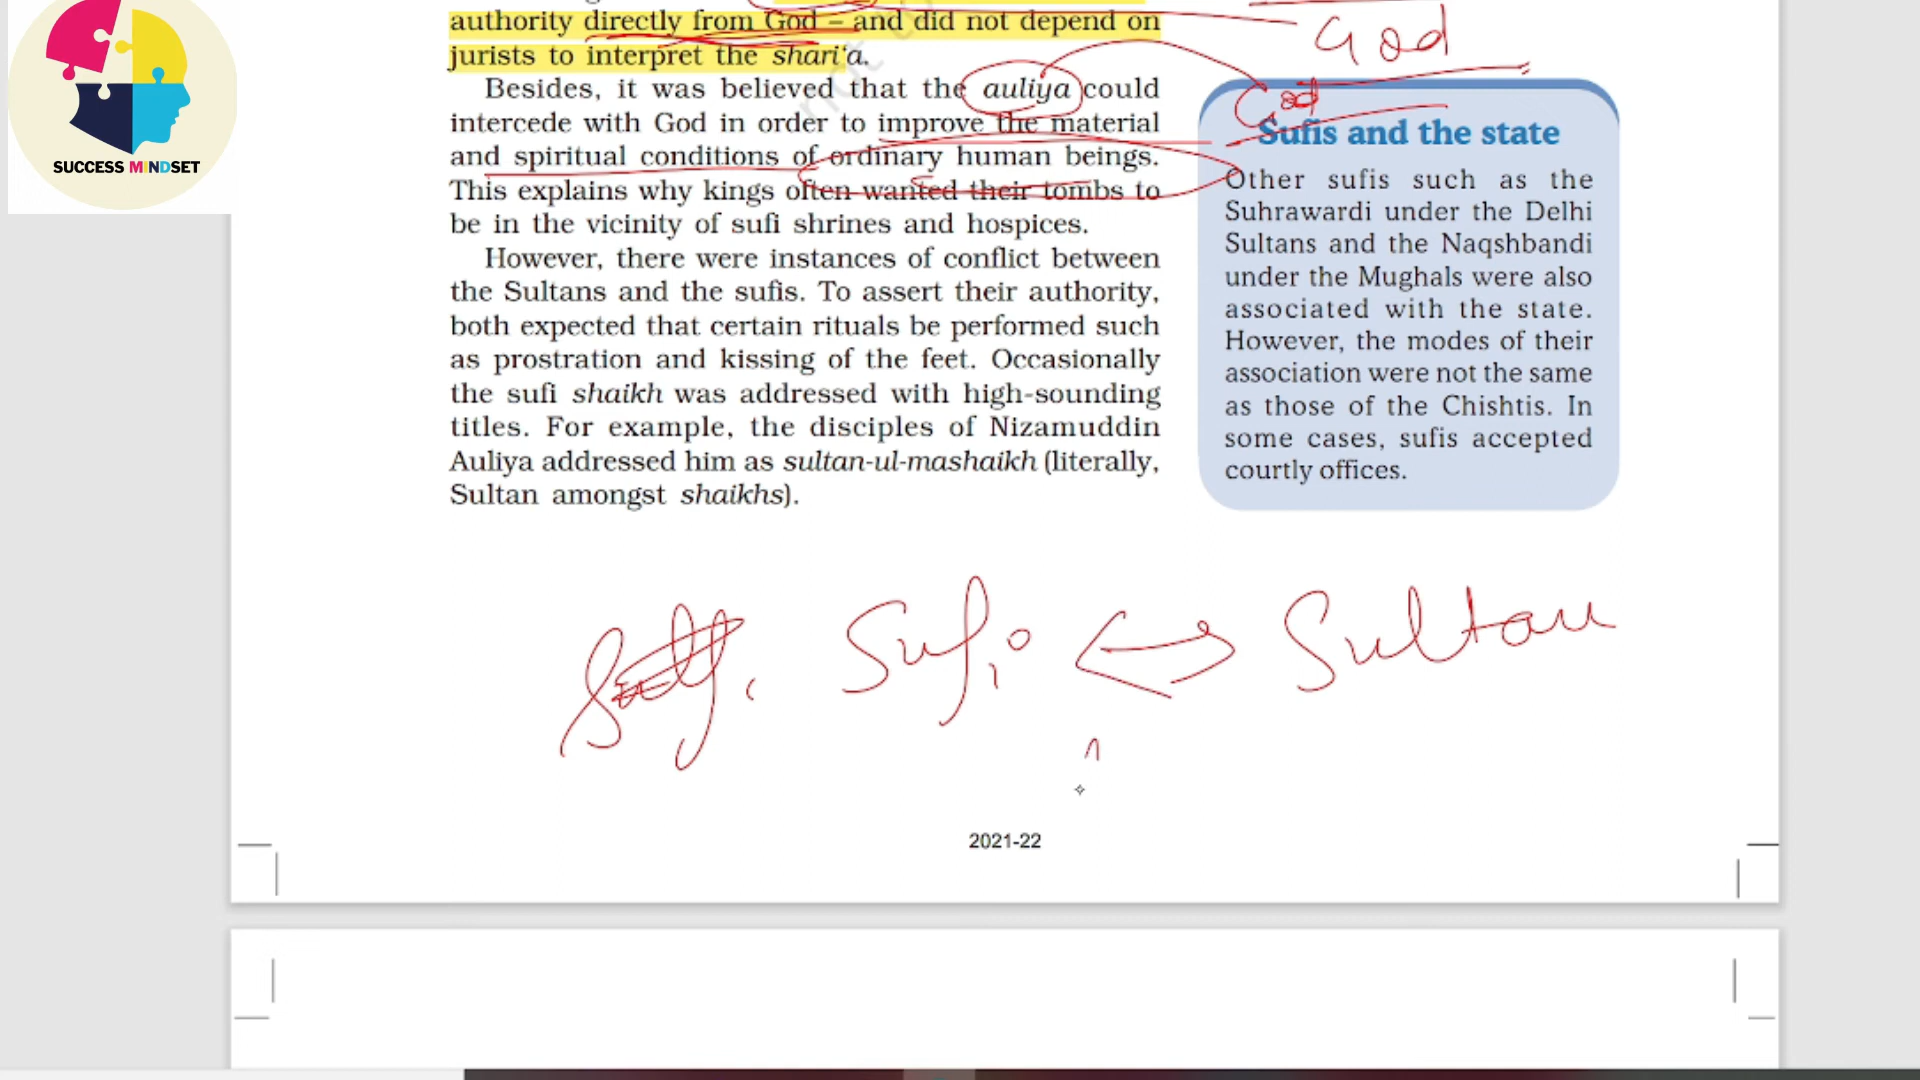 God
authority directly from God – and did not depend on
jurists to interpret the shari‘a.
Besides, it was believed that the auliya could
intercede with God in order to improve the material
and spiritual conditions of ordinary human beings.
This explains why kings often wanted their tombs to
be in the vicinity of sufi shrines and hospices.
However, there were instances of conflict between
the Sultans and the sufis. To assert their authority,
both expected that certain rituals be performed such
as prostration and kissing of the feet. Occasionally
the sufi shaikh was addressed with high-sounding
titles. For example, the disciples of Nizamuddin
Auliya addressed him as sultan-ul-mashaikh (literally,
Sultan amongst shaikhs).
God
Sufis and the state
Other sufis such as the
Suhrawardi under the Delhi
Sultans and the Naqshbandi
under the Mughals were also
associated with the state.
However, the modes of their
association were not the same
as those of the Chishtis. In
some cases, sufis accepted
courtly offices.
Sufi Sultan
2021-22
SUCCESS MINDSET